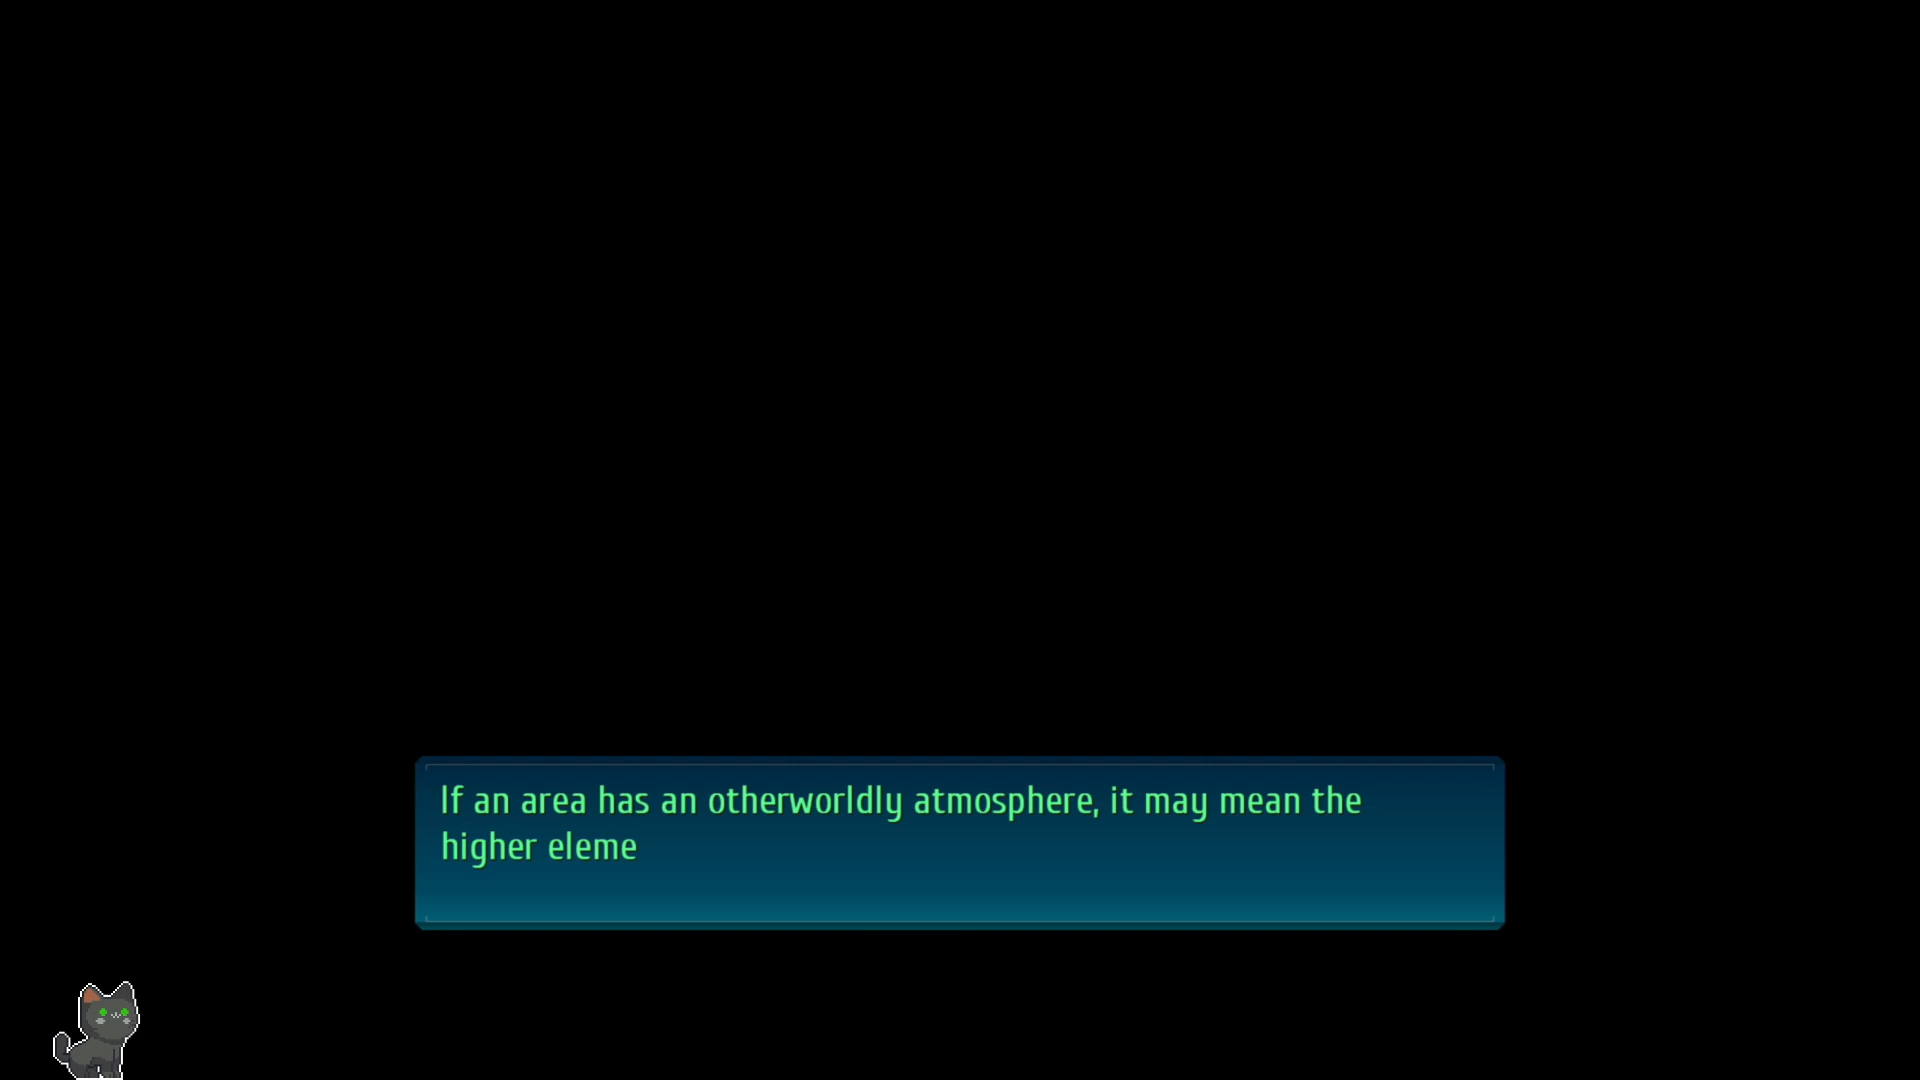 If an area has an otherworldly atmosphere, it may mean the
higher eleme